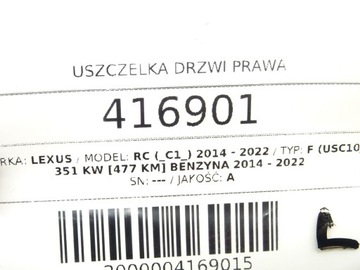 USZCZELKA DRZWI PRAWA
416901
RKA: LEXUS / MODEL: RC (_C1_) 2014 - 2022 / TYP: F (USC10
351 KW [477 KM] BENZYNA 2014 - 2022
SN: --- / JAKOŚĆ: A
2000004169015